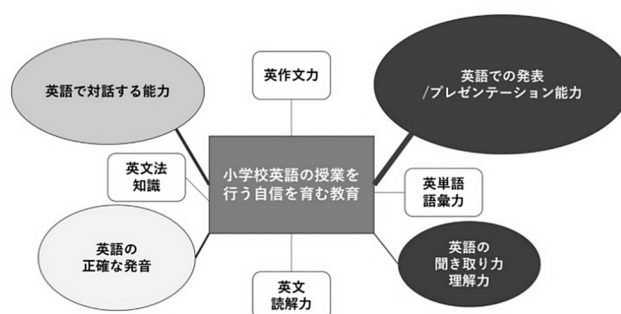 英作文力
英語で対話する能力
英語での発表
/プレゼンテーション能力
英文法
知識
小学校英語の授業を
行う自信を育む教育
英単語
語彙力
英語の
正確な発音
英文
読解力
英語の
聞き取り力
理解力